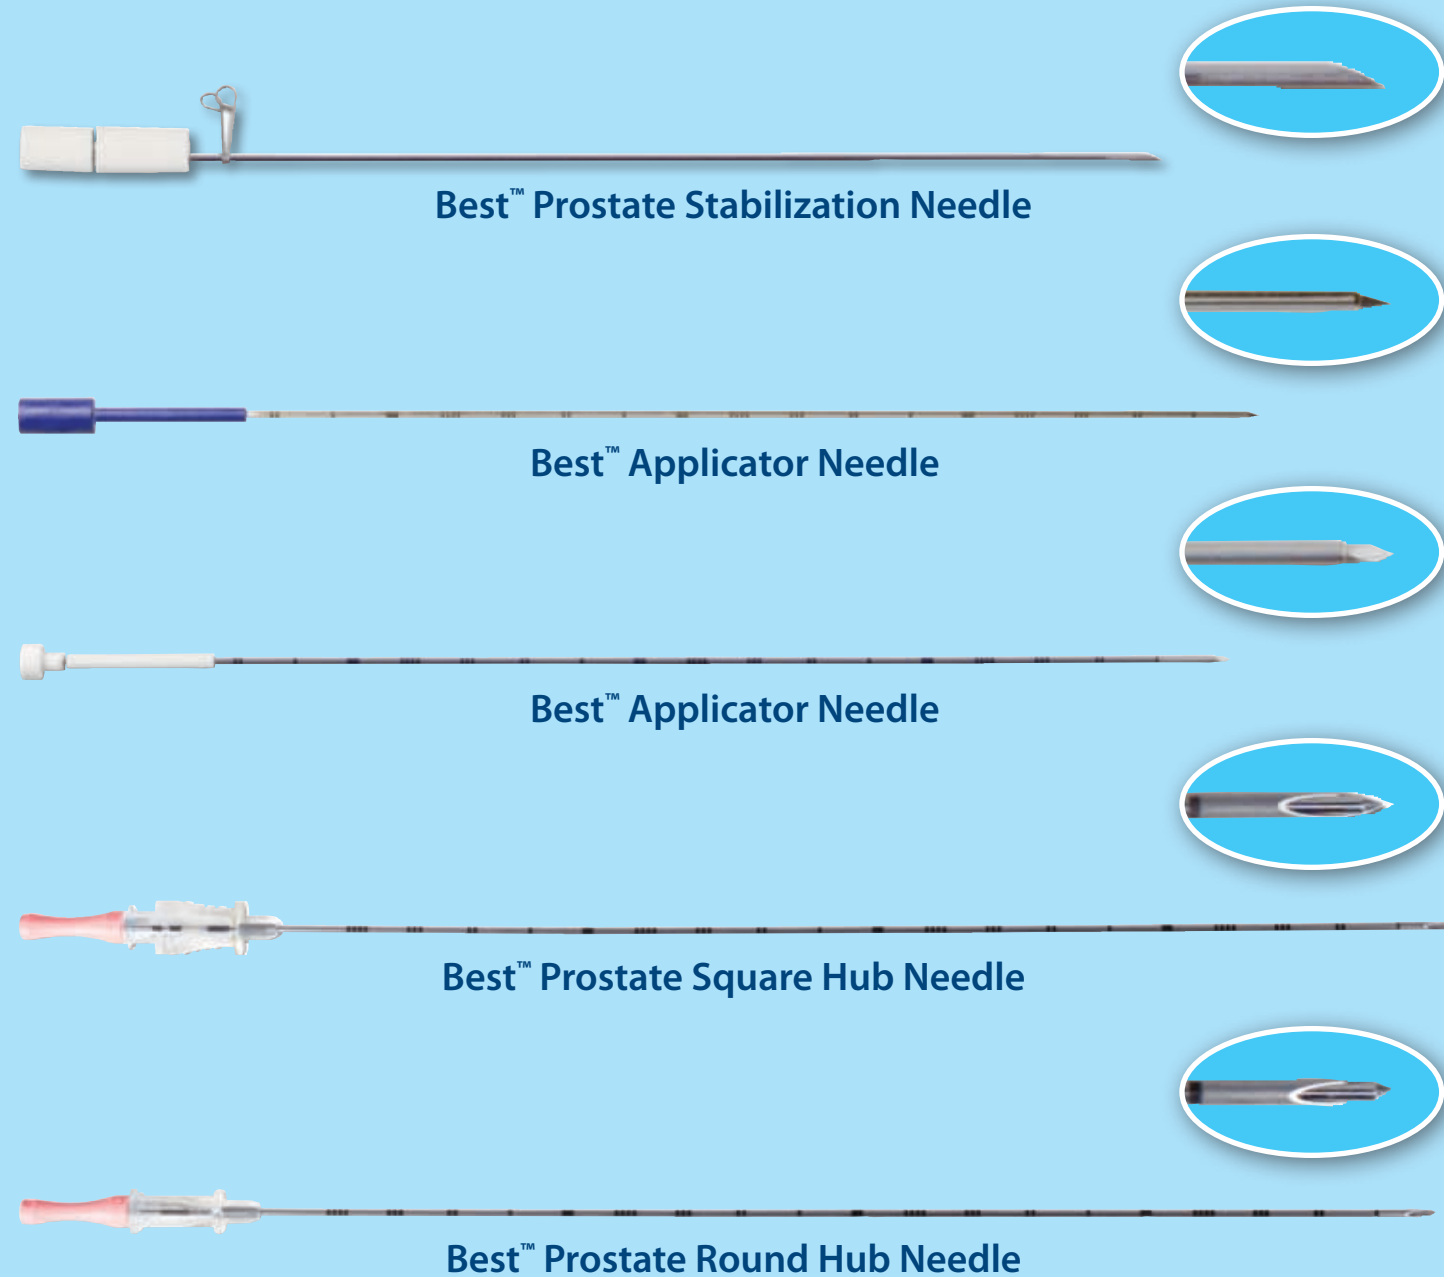 Best™ Prostate Stabilization Needle
Best™ Applicator Needle
Best™ Applicator Needle
Best™ Prostate Square Hub Needle
Best™ Prostate Round Hub Needle